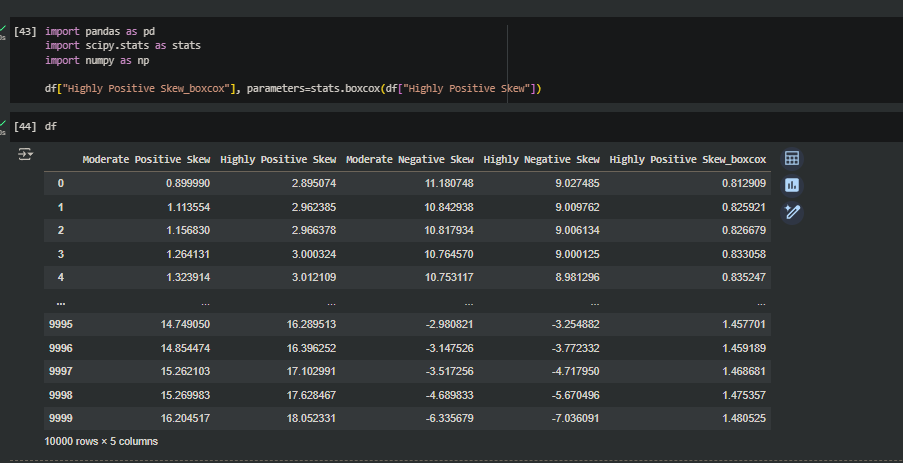 [43] import pandas as pd
import scipy.stats as stats
import numpy as np
df["Highly Positive Skew_boxcox"], parameters=stats.boxcox(df["Highly Positive Skew"])
[44] df
Moderate Positive Skew Highly Positive Skew Moderate Negative Skew Highly Negative Skew Highly Positive Skew_boxcox
0 0.899990 2.895074 11.180748 9.027485 0.812909
1 1.113554 2.962385 10.842938 9.009762 0.825921
2 1.156830 2.966378 10.817934 9.006134 0.826679
3 1.264131 3.000324 10.764570 9.000125 0.833058
4 1.323914 3.012109 10.753117 8.981296 0.835247
... ... ... ... ... ...
9995 14.749050 16.289513 -2.980821 -3.254882 1.457701
9996 14.854474 16.396252 -3.147526 -3.772332 1.459189
9997 15.262103 17.102991 -3.517256 -4.717950 1.468681
9998 15.269983 17.628467 -4.689833 -5.670496 1.475357
9999 16.204517 18.052331 -6.335679 -7.036091 1.480525
10000 rows × 5 columns